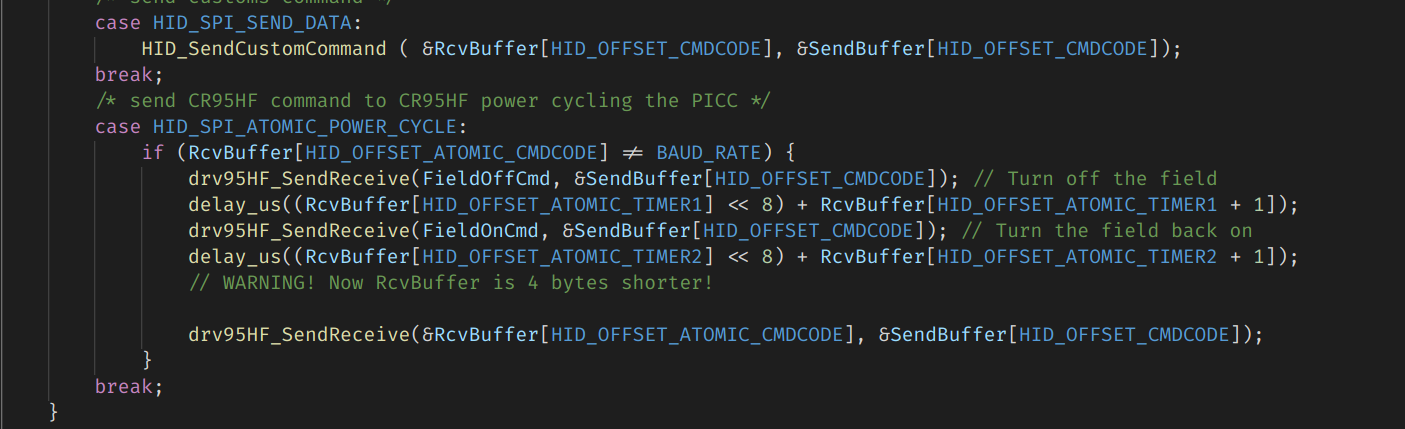 /* send customs command */
case HID_SPI_SEND_DATA:
HID_SendCustomCommand ( &RcvBuffer[HID_OFFSET_CMDCODE], &SendBuffer[HID_OFFSET_CMDCODE]);
break;
/* send CR95HF command to CR95HF power cycling the PICC */
case HID_SPI_ATOMIC_POWER_CYCLE:
if (RcvBuffer[HID_OFFSET_ATOMIC_CMDCODE] != BAUD_RATE) {
drv95HF_SendReceive(FieldOffCmd, &SendBuffer[HID_OFFSET_CMDCODE]); // Turn off the field
delay_us((RcvBuffer[HID_OFFSET_ATOMIC_TIMER1] << 8) + RcvBuffer[HID_OFFSET_ATOMIC_TIMER1 + 1]);
drv95HF_SendReceive(FieldOnCmd, &SendBuffer[HID_OFFSET_CMDCODE]); // Turn the field back on
delay_us((RcvBuffer[HID_OFFSET_ATOMIC_TIMER2] << 8) + RcvBuffer[HID_OFFSET_ATOMIC_TIMER2 + 1]);
// WARNING! Now RcvBuffer is 4 bytes shorter!
drv95HF_SendReceive(&RcvBuffer[HID_OFFSET_ATOMIC_CMDCODE], &SendBuffer[HID_OFFSET_CMDCODE]);
}
break;
}